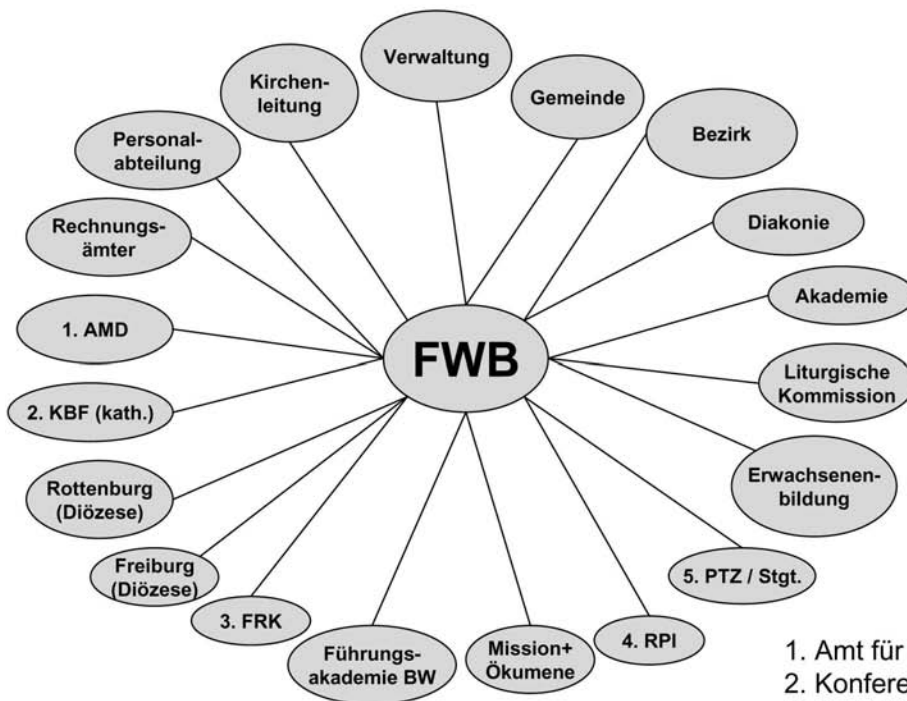 Verwaltung
Kirchen-
leitung
Gemeinde
Personal-
abteilung
Bezirk
Rechnungs-
ämter
Diakonie
1. AMD
Akademie
FWB
2. KBF (kath.)
Liturgische
Kommission
Rottenburg
(Diözese)
Erwachsenen-
bildung
Freiburg
(Diözese)
5. PTZ / Stgt.
3. FRK
4. RPI
Führungs-
akademie BW
Mission+
Ökumene
1. Amt für
2. Konfere